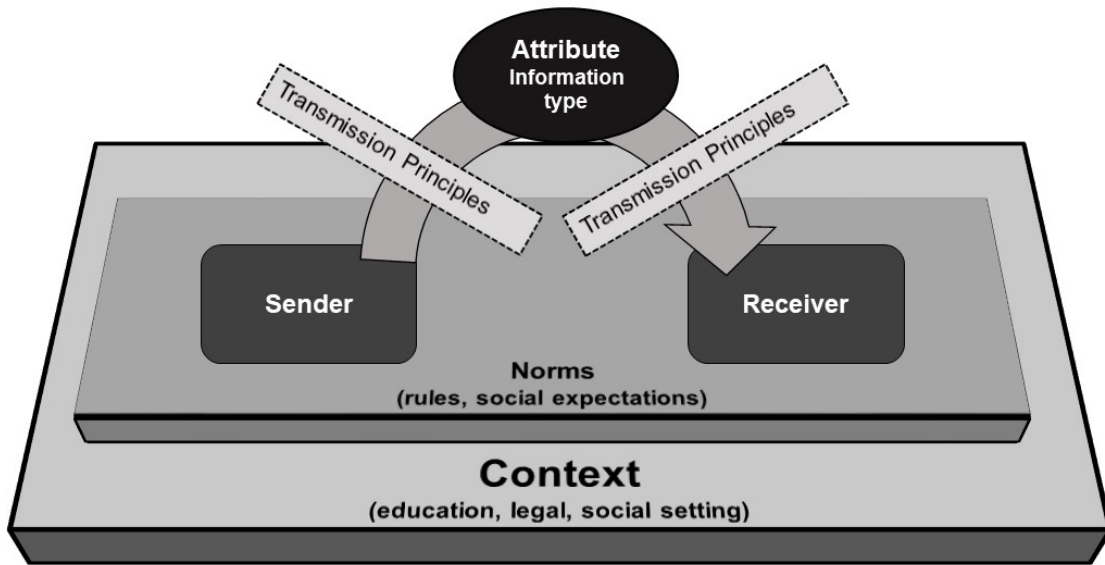 Attribute
Information
type
Transmission Principles
Transmission Principles
Sender
Receiver
Norms
(rules, social expectations)
Context
(education, legal, social setting)